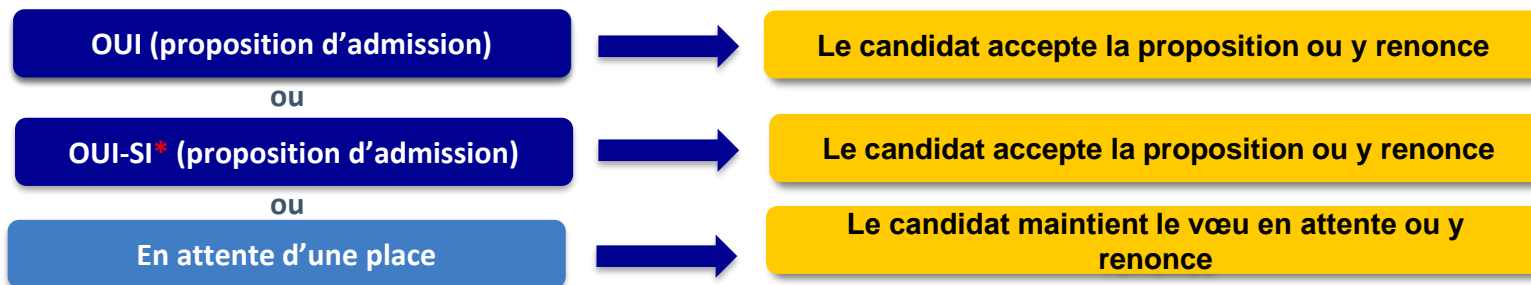 OUI (proposition d’admission)
Le candidat accepte la proposition ou y renonce
ou
OUI-SI* (proposition d’admission)
Le candidat accepte la proposition ou y renonce
ou
En attente d’une place
Le candidat maintient le vœu en attente ou y
renonce